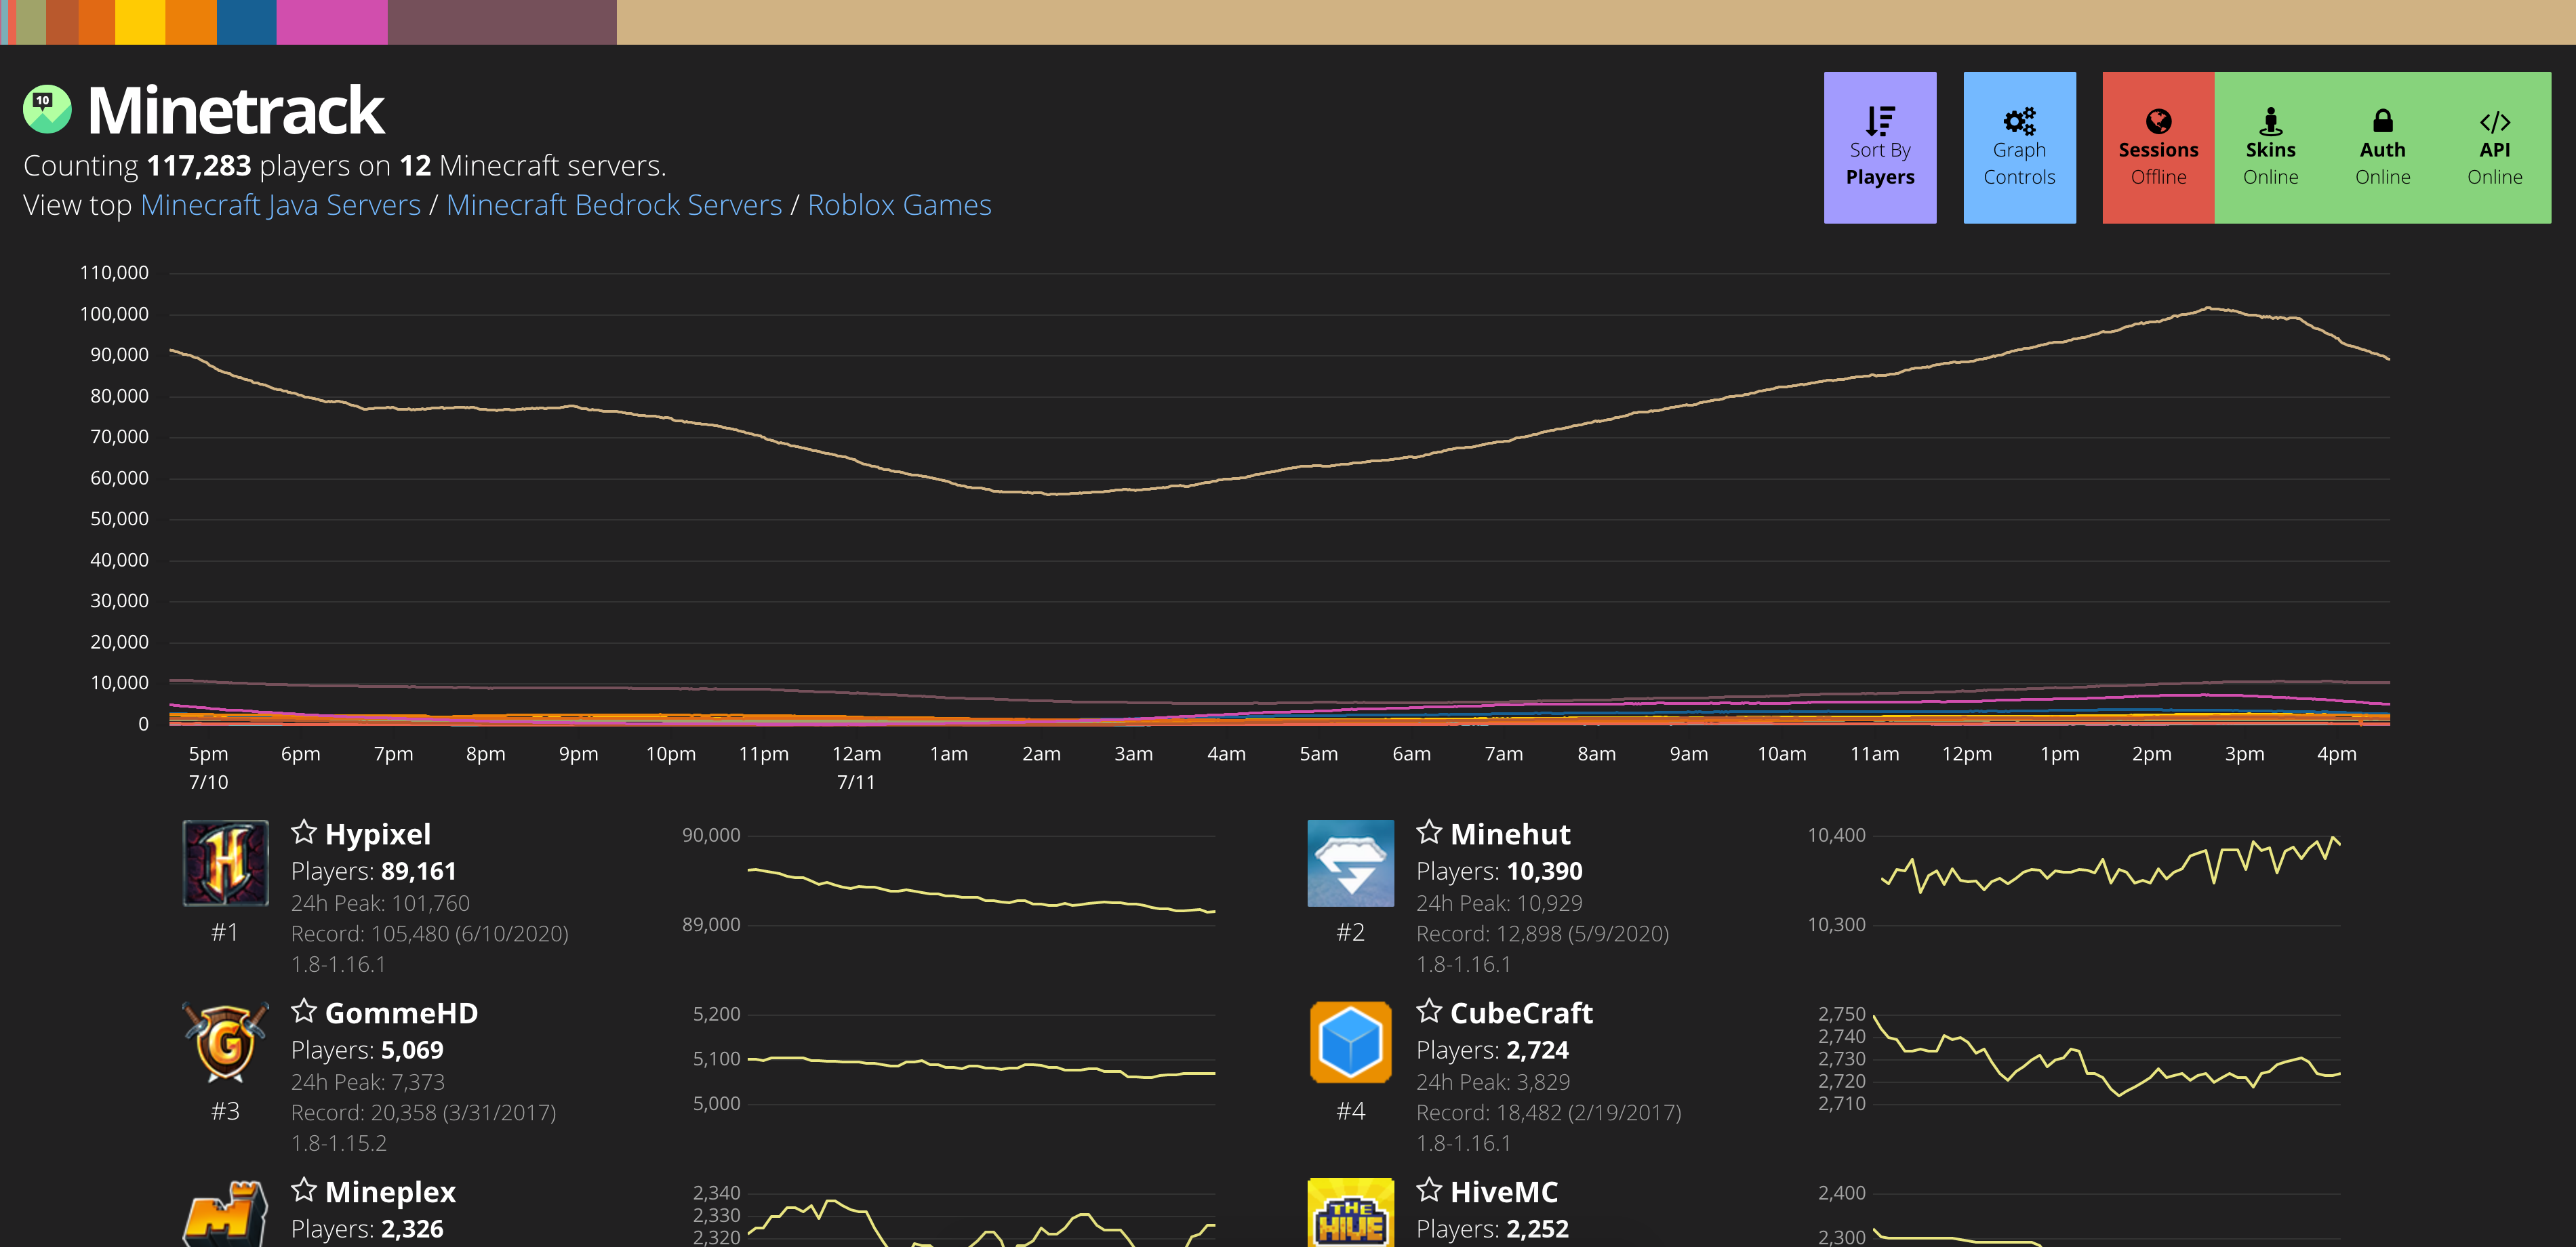 10
Minetrack
Counting 117,283 players on 12 Minecraft servers.
View top Minecraft Java Servers / Minecraft Bedrock Servers / Roblox Games
Sort By
Players
Graph
Controls
Sessions
Offline
Skins
Online
Auth
Online
API
Online
110,000
100,000
90,000
80,000
70,000
60,000
50,000
40,000
30,000
20,000
10,000
0
5pm 6pm 7pm 8pm 9pm 10pm 11pm 12am 1am 2am 3am 4am 5am 6am 7am 8am 9am 10am 11am 12pm 1pm 2pm 3pm 4pm
7/10 7/11
H
#1
Hypixel
Players: 89,161
24h Peak: 101,760
Record: 105,480 (6/10/2020)
1.8-1.16.1
90,000
89,000
#2
Minehut
Players: 10,390
24h Peak: 10,929
Record: 12,898 (5/9/2020)
1.8-1.16.1
10,400
10,300
G
#3
GommeHD
Players: 5,069
24h Peak: 7,373
Record: 20,358 (3/31/2017)
1.8-1.15.2
5,200
5,100
5,000
#4
CubeCraft
Players: 2,724
24h Peak: 3,829
Record: 18,482 (2/19/2017)
1.8-1.16.1
2,750
2,740
2,730
2,720
2,710
M
Mineplex
Players: 2,326
2,340
2,330
2,320
THE
HIVE
HiveMC
Players: 2,252
2,400
2,300